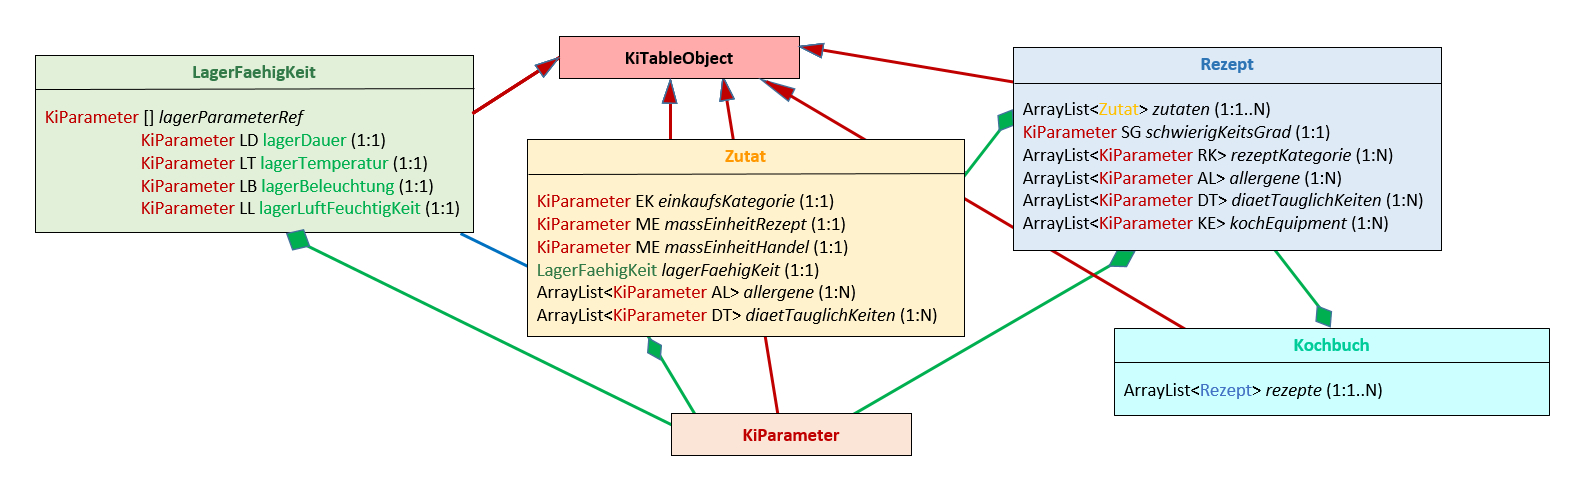 KiTableObject
LagerFaehigKeit
KiParameter [] lagerParameterRef
KiParameter LD lagerDauer (1:1)
KiParameter LT lagerTemperatur (1:1)
KiParameter LB lagerBeleuchtung (1:1)
KiParameter LL lagerLuftFeuchtigKeit (1:1)
Zutat
KiParameter EK einkaufsKategorie (1:1)
KiParameter ME massEinheitRezept (1:1)
KiParameter ME massEinheitHandel (1:1)
LagerFaehigKeit lagerFaehigKeit (1:1)
ArrayList<KiParameter AL> allergene (1:N)
ArrayList<KiParameter DT> diaetTauglichKeiten (1:N)
Rezept
ArrayList<Zutat> zutaten (1:1..N)
KiParameter SG schwierigKeitsGrad (1:1)
ArrayList<KiParameter RK> rezeptKategorie (1:N)
ArrayList<KiParameter AL> allergene (1:N)
ArrayList<KiParameter DT> diaetTauglichKeiten (1:N)
ArrayList<KiParameter KE> kochEquipment (1:N)
Kochbuch
ArrayList<Rezept> rezepte (1:1..N)
KiParameter